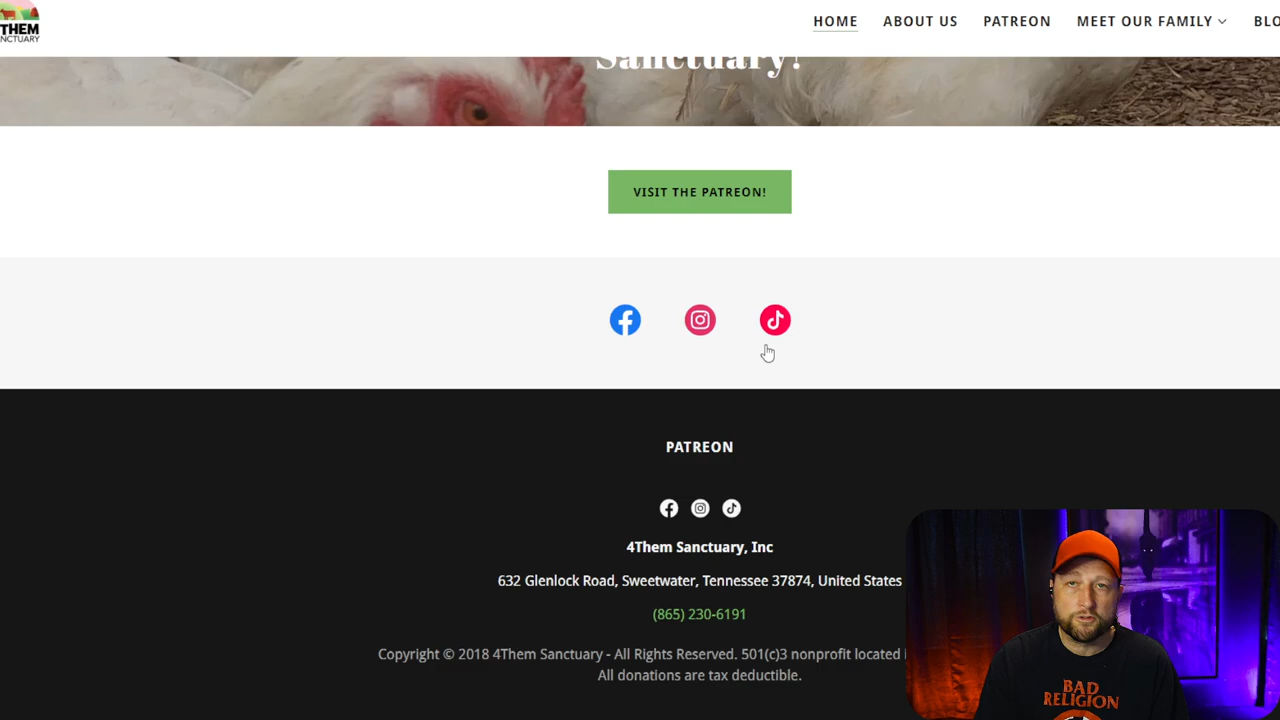 THEM
NCTUARY
HOME
ABOUT US
PATREON
MEET OUR FAMILY
BLO
Sanctuary!
VISIT THE PATREON!
PATREON
4Them Sanctuary, Inc
632 Glenlock Road, Sweetwater, Tennessee 37874, United States
(865) 230-6191
Copyright © 2018 4Them Sanctuary - All Rights Reserved. 501(c)3 nonprofit located
All donations are tax deductible.
BAD
RELIGION